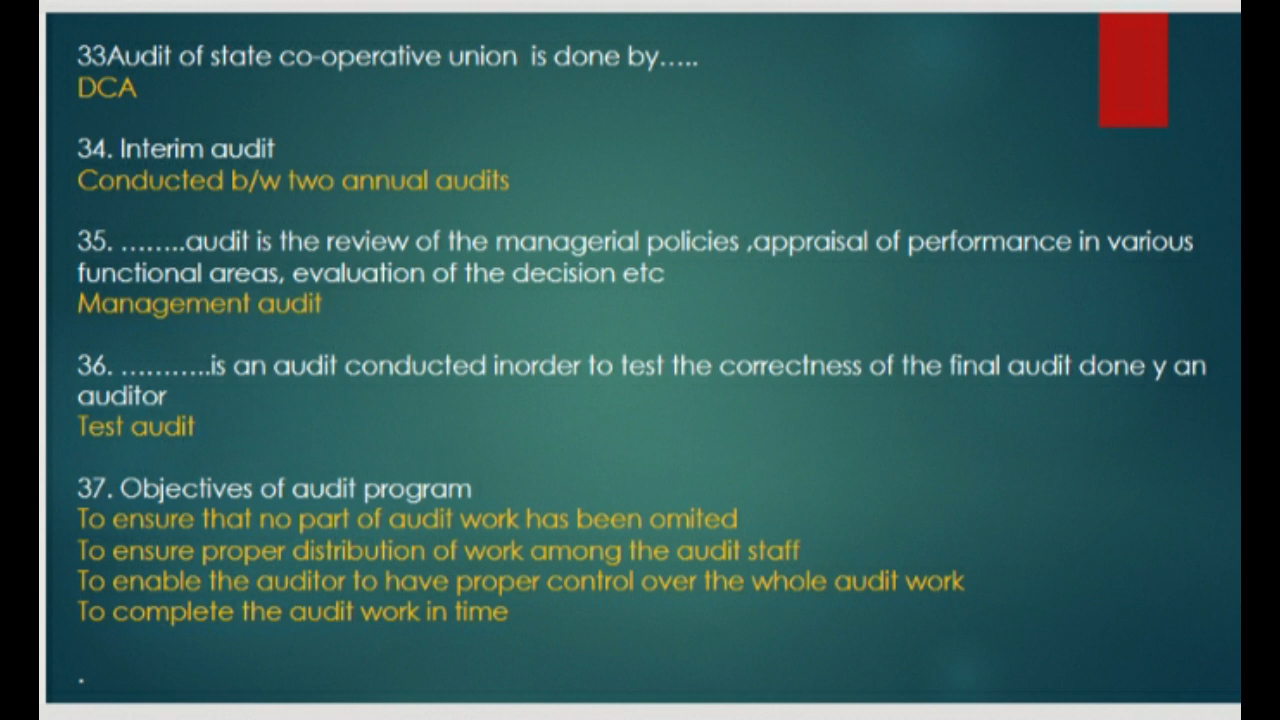 33Audit of state co-operative union is done by.....
DCA
34. Interim audit
Conducted b/w two annual audits
35. ........audit is the review of the managerial policies ,appraisal of performance in various
functional areas, evaluation of the decision etc
Management audit
36. ...........is an audit conducted inorder to test the correctness of the final audit done y an
auditor
Test audit
37. Objectives of audit program
To ensure that no part of audit work has been omited
To ensure proper distribution of work among the audit staff
To enable the auditor to have proper control over the whole audit work
To complete the audit work in time
.